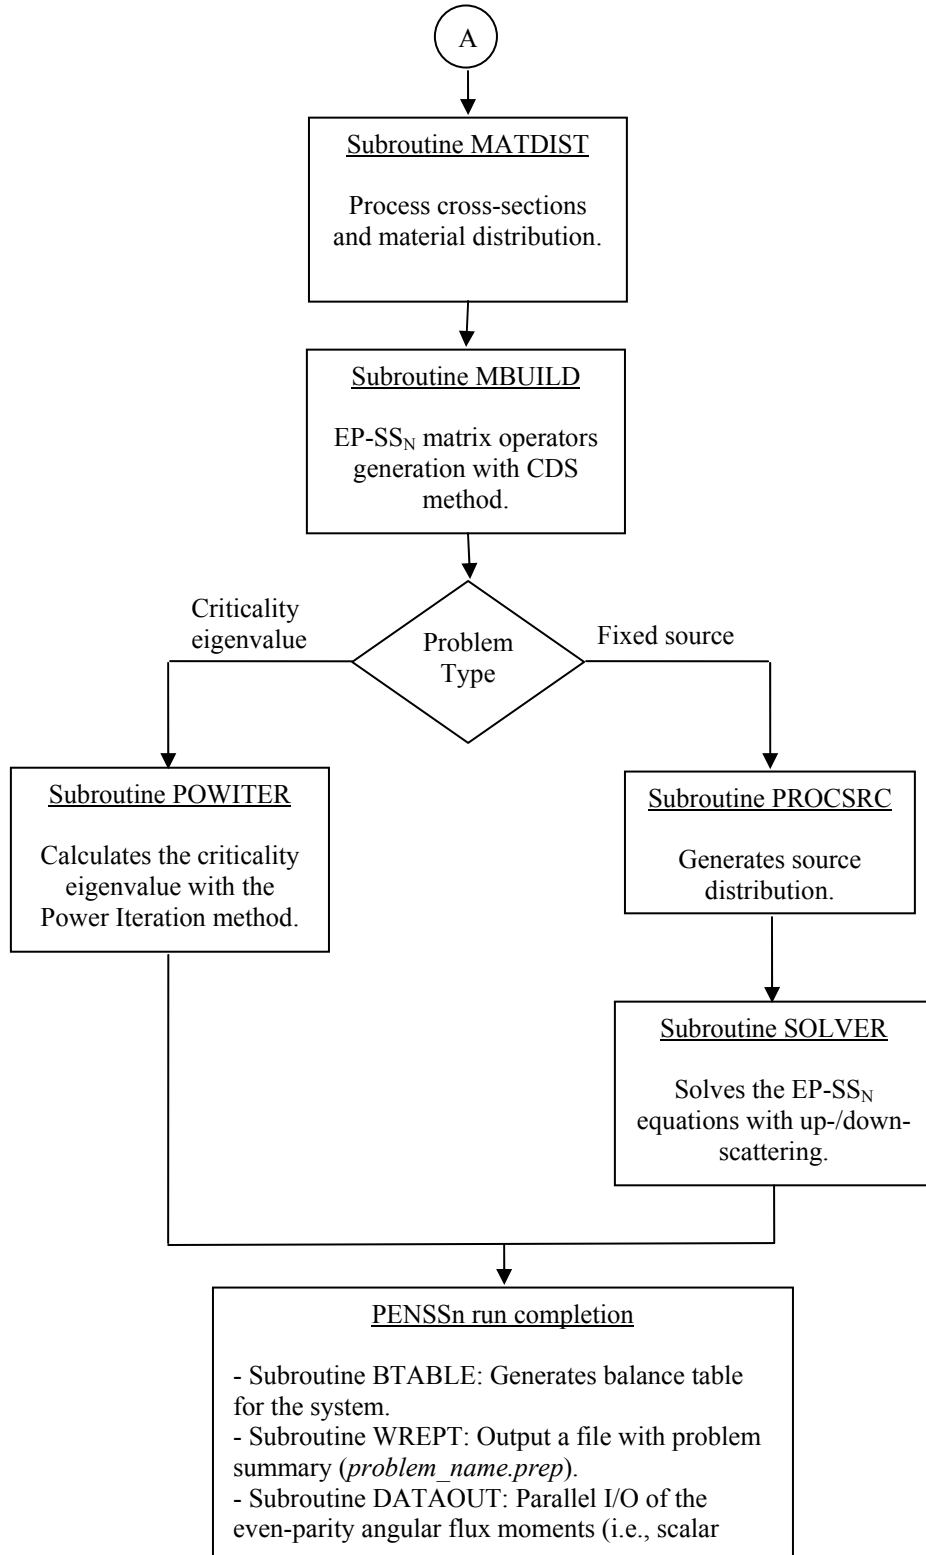 A
Subroutine MATDIST
Process cross-sections
and material distribution.
Subroutine MBUILD
EP-SSN matrix operators
generation with CDS
method.
Criticality
eigenvalue
Problem
Type
Fixed source
Subroutine POWITER
Calculates the criticality
eigenvalue with the
Power Iteration method.
Subroutine PROCSRC
Generates source
distribution.
Subroutine SOLVER
Solves the EP-SSN
equations with up-/down-
scattering.
PENSSn run completion
- Subroutine BTABLE: Generates balance table
for the system.
- Subroutine WREPT: Output a file with problem
summary (problem_name.prep).
- Subroutine DATAOUT: Parallel I/O of the
even-parity angular flux moments (i.e., scalar